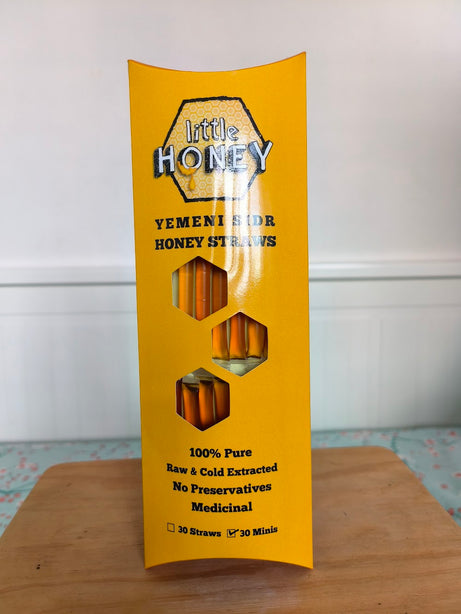 little
HONEY
YEMENI SIDR
HONEY STRAWS
100% Pure
Raw & Cold Extracted
No Preservatives
Medicinal
30 Straws 30 Minis